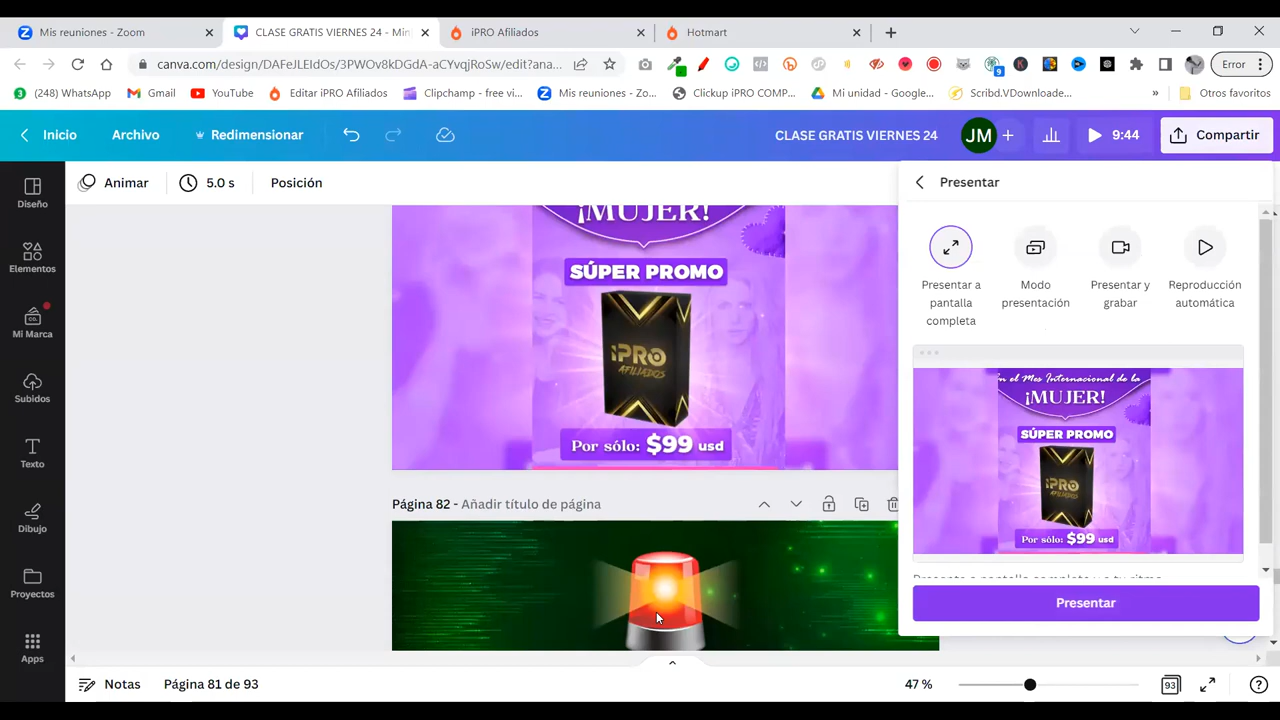 Mis reuniones - Zoom
CLASE GRATIS VIERNES 24 - Min
iPRO Afiliados
Hotmart
canva.com/design/DAFeJLEIdOs/3PWOv8kDGdA-aCYvqjRoSw/edit?ana...
9
Error
(248) WhatsApp
Gmail
YouTube
Editar iPRO Afiliados
Clipchamp - free vi...
Mis reuniones - Zo...
Clickup iPRO COMP...
Mi unidad - Google...
Scribd.VDownloade...
»
Otros favoritos
Inicio
Archivo
Redimensionar
CLASE GRATIS VIERNES 24
JM
9:44
Compartir
Animar
5.0 s
Posición
Presentar
Diseño
Elementos
Mi Marca
Subidos
Texto
Dibujo
Proyectos
Apps
¡MUJER!
SÚPER PROMO
iPRO
AFILIADOS
Por sólo: $99 usd
Página 82 - Añadir título de página
Presentar a pantalla completa
Modo presentación
Presentar y grabar
Reproducción automática
En el Mes Internacional de la
¡MUJER!
SÚPER PROMO
iPRO
Por sólo: $99 usd
Presentar
Notas
Página 81 de 93
47 %
93